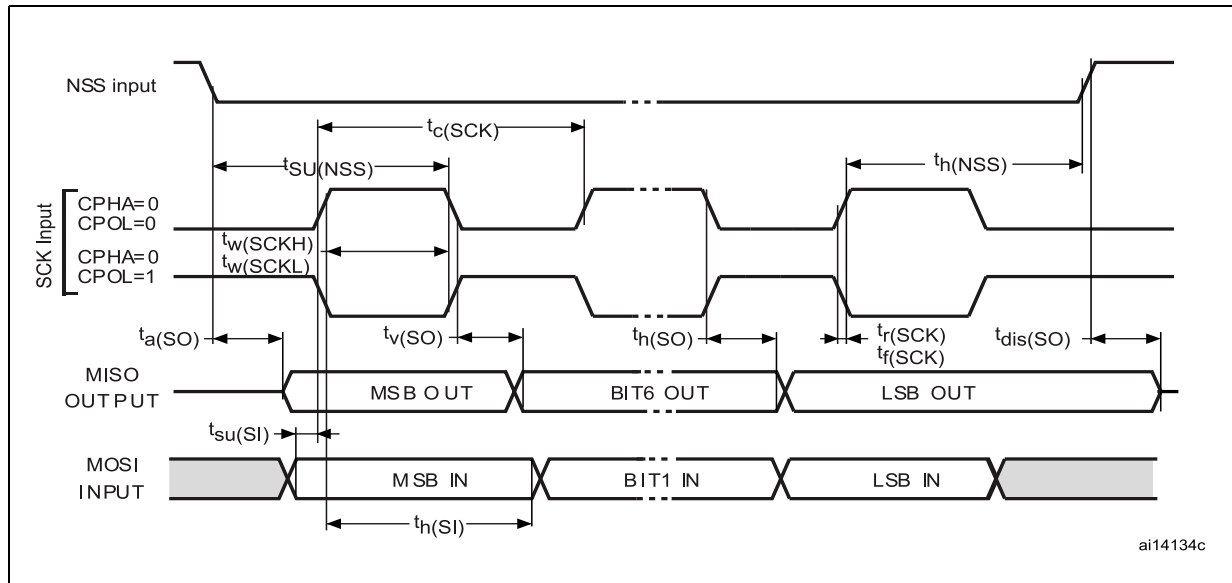 NSS input
tc(SCK)
tSU(NSS)
th(NSS)
SCK Input
CPHA=0
CPOL=0
tw(SCKH)
CPHA=0
tw(SCKL)
CPOL=1
ta(SO)
tv(SO)
th(SO)
tr(SCK)
tf(SCK)
tdis(SO)
MISO
OUTPUT
MSB OUT
BIT6 OUT
LSB OUT
tsu(SI)
MOSI
INPUT
MSB IN
BIT1 IN
LSB IN
th(SI)
ai14134c